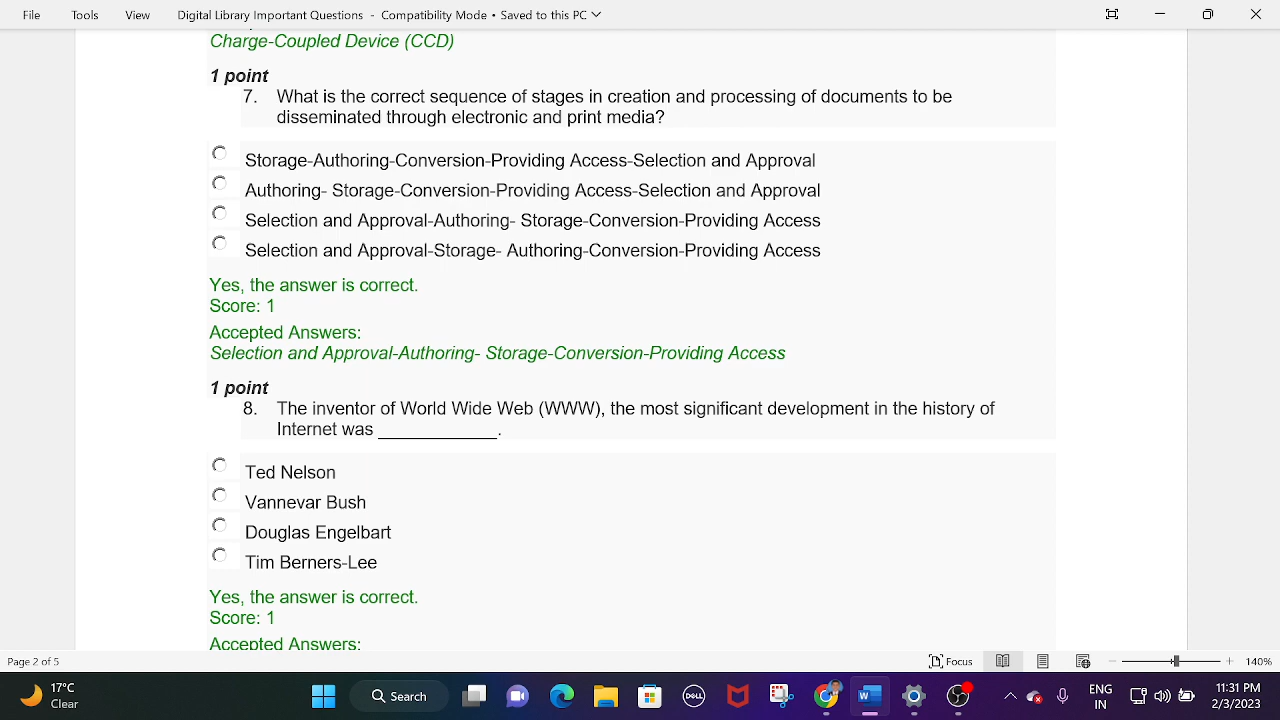 File Tools View Digital Library Important Questions - Compatibility Mode • Saved to this PC
Charge-Coupled Device (CCD)
1 point
7. What is the correct sequence of stages in creation and processing of documents to be
disseminated through electronic and print media?
Storage-Authoring-Conversion-Providing Access-Selection and Approval
Authoring- Storage-Conversion-Providing Access-Selection and Approval
Selection and Approval-Authoring- Storage-Conversion-Providing Access
Selection and Approval-Storage- Authoring-Conversion-Providing Access
Yes, the answer is correct.
Score: 1
Accepted Answers:
Selection and Approval-Authoring- Storage-Conversion-Providing Access
1 point
8. The inventor of World Wide Web (WWW), the most significant development in the history of
Internet was ____________.
Ted Nelson
Vannevar Bush
Douglas Engelbart
Tim Berners-Lee
Yes, the answer is correct.
Score: 1
Accepted Answers:
Page 2 of 5 Focus 140%
17°C Search DELL ENG 11:31 PM
Clear IN 2/3/2023